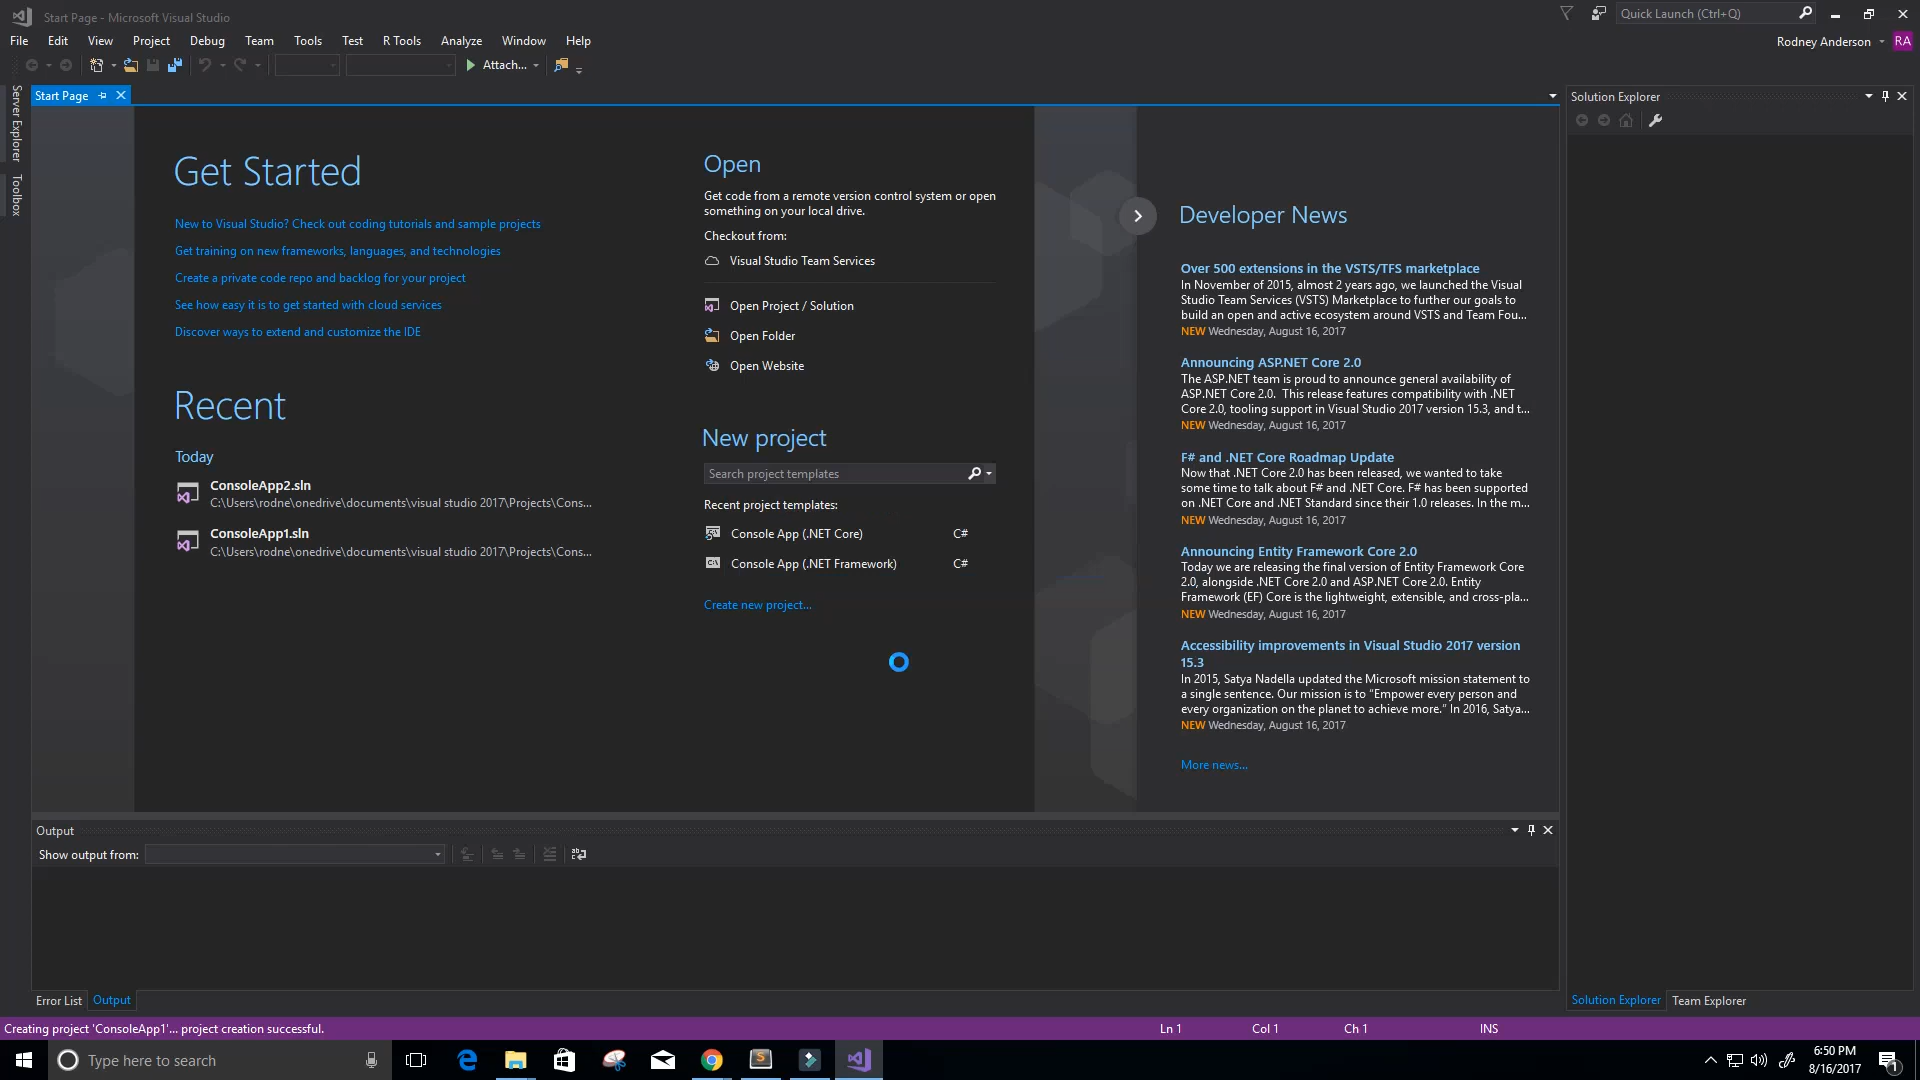 Start Page - Microsoft Visual Studio
Quick Launch (Ctrl+Q)
File Edit View Project Debug Team Tools Test R Tools Analyze Window Help
Rodney Anderson RA
Attach...
Server Explorer
Toolbox
Start Page
Get Started
New to Visual Studio? Check out coding tutorials and sample projects
Get training on new frameworks, languages, and technologies
Create a private code repo and backlog for your project
See how easy it is to get started with cloud services
Discover ways to extend and customize the IDE
Recent
Today
ConsoleApp2.sln
C:\Users\rodne\onedrive\documents\visual studio 2017\Projects\Cons...
ConsoleApp1.sln
C:\Users\rodne\onedrive\documents\visual studio 2017\Projects\Cons...
Open
Get code from a remote version control system or open
something on your local drive.
Checkout from:
Visual Studio Team Services
Open Project / Solution
Open Folder
Open Website
New project
Search project templates
Recent project templates:
Console App (.NET Core) C#
Console App (.NET Framework) C#
Create new project...
Developer News
Over 500 extensions in the VSTS/TFS marketplace
In November of 2015, almost 2 years ago, we launched the Visual
Studio Team Services (VSTS) Marketplace to further our goals to
build an open and active ecosystem around VSTS and Team Fou...
NEW Wednesday, August 16, 2017
Announcing ASP.NET Core 2.0
The ASP.NET team is proud to announce general availability of
ASP.NET Core 2.0. This release features compatibility with .NET
Core 2.0, tooling support in Visual Studio 2017 version 15.3, and t...
NEW Wednesday, August 16, 2017
F# and .NET Core Roadmap Update
Now that .NET Core 2.0 has been released, we wanted to take
some time to talk about F# and .NET Core. F# has been supported
on .NET Core and .NET Standard since their 1.0 releases. In the m...
NEW Wednesday, August 16, 2017
Announcing Entity Framework Core 2.0
Today we are releasing the final version of Entity Framework Core
2.0, alongside .NET Core 2.0 and ASP.NET Core 2.0. Entity
Framework (EF) Core is the lightweight, extensible, and cross-pla...
NEW Wednesday, August 16, 2017
Accessibility improvements in Visual Studio 2017 version
15.3
In 2015, Satya Nadella updated the Microsoft mission statement to
a single sentence. Our mission is to "Empower every person and
every organization on the planet to achieve more." In 2016, Satya...
NEW Wednesday, August 16, 2017
More news...
Solution Explorer
Output
Show output from:
Error List Output
Solution Explorer Team Explorer
Creating project 'ConsoleApp1'... project creation successful.
Ln 1 Col 1 Ch 1 INS
Type here to search
6:50 PM
8/16/2017
1